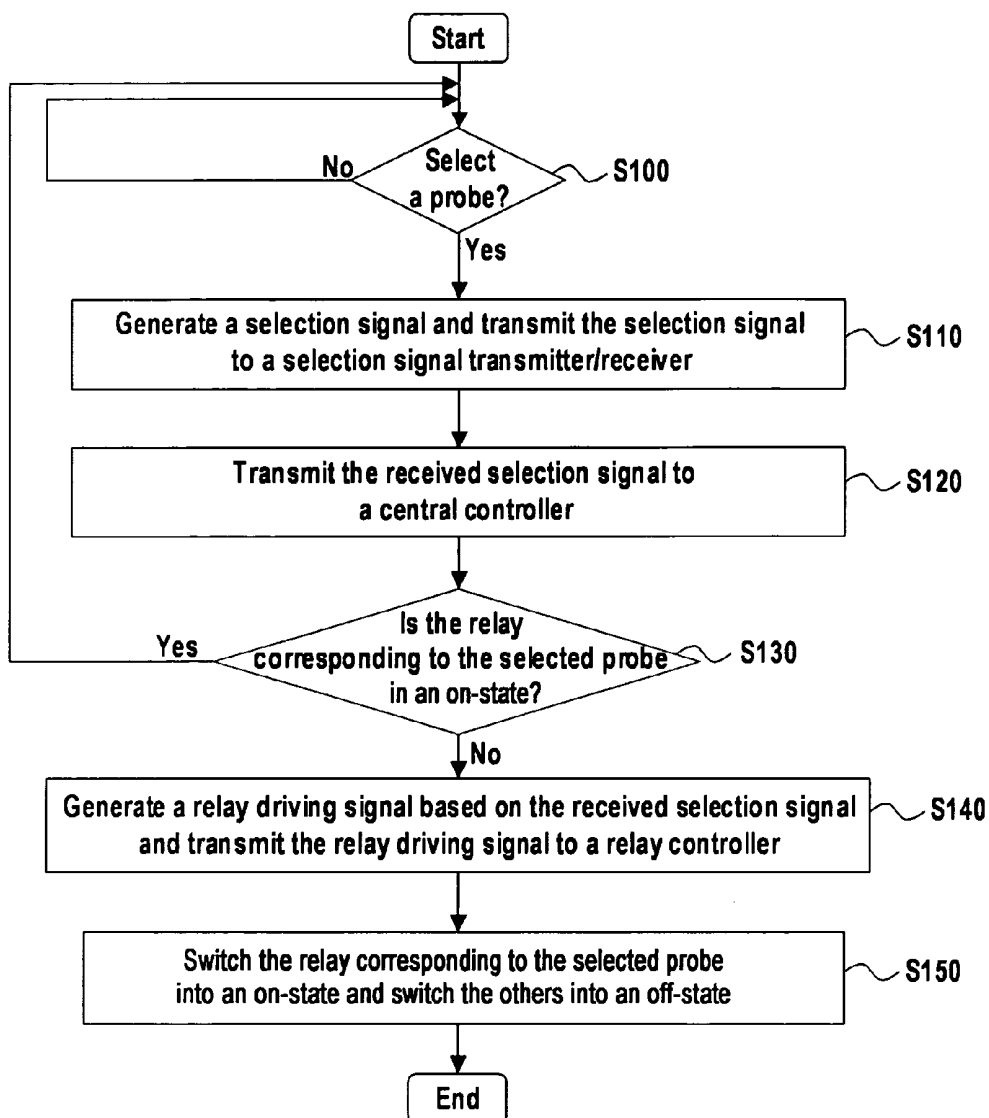 Start
No
Select
a probe?
S100
Yes
Generate a selection signal and transmit the selection signal
to a selection signal transmitter/receiver
S110
Transmit the received selection signal to
a central controller
S120
Yes
Is the relay
corresponding to the selected probe
in an on-state?
S130
No
Generate a relay driving signal based on the received selection signal
and transmit the relay driving signal to a relay controller
S140
Switch the relay corresponding to the selected probe
into an on-state and switch the others into an off-state
S150
End